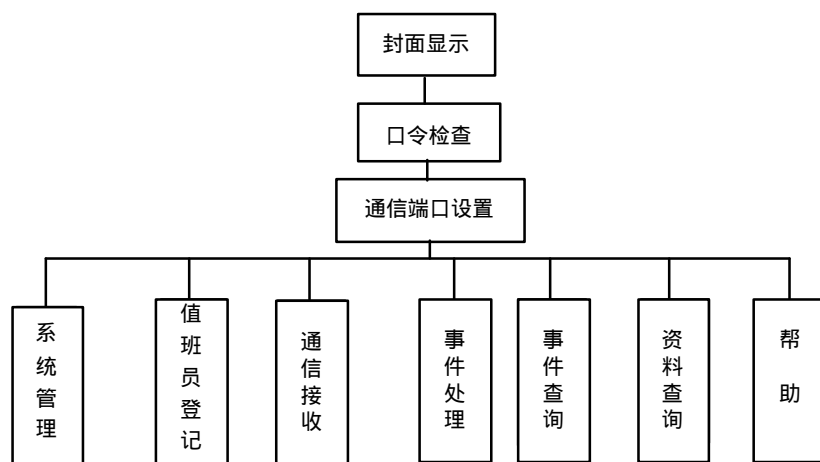 封面显示
口令检查
通信端口设置
系统管理
值班员登记
通信接收
事件处理
事件查询
资料查询
帮助